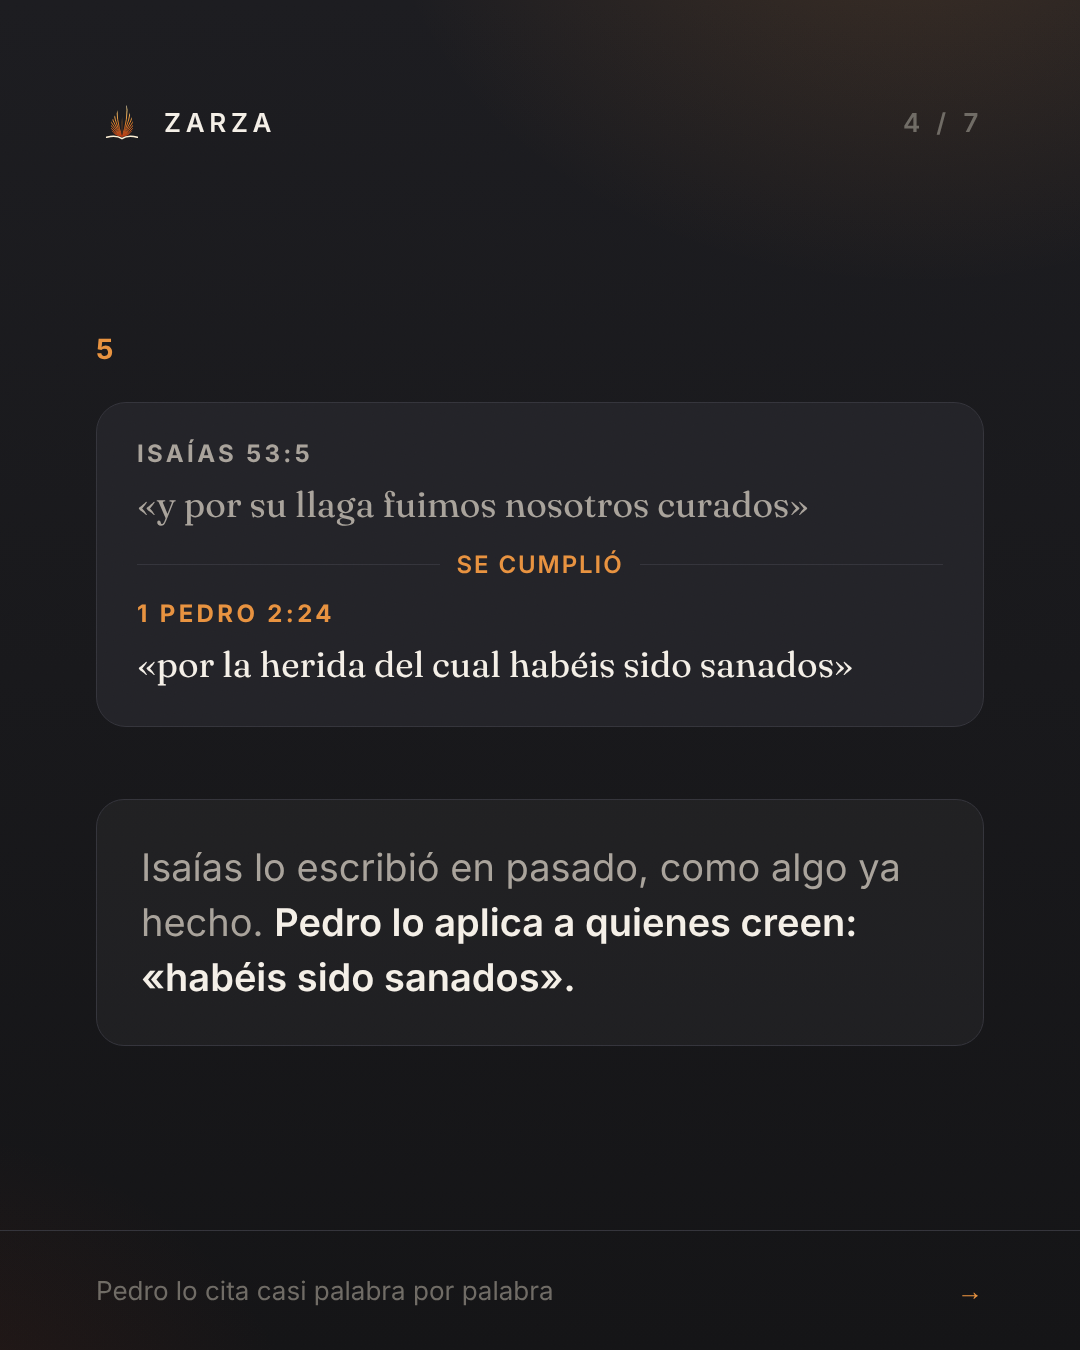 ZARZA
4 / 7
5
ISAÍAS 53:5
«y por su llaga fuimos nosotros curados»
SE CUMPLIÓ
1 PEDRO 2:24
«por la herida del cual habéis sido sanados»
Isaías lo escribió en pasado, como algo ya
hecho. Pedro lo aplica a quienes creen:
«habéis sido sanados».
Pedro lo cita casi palabra por palabra
→